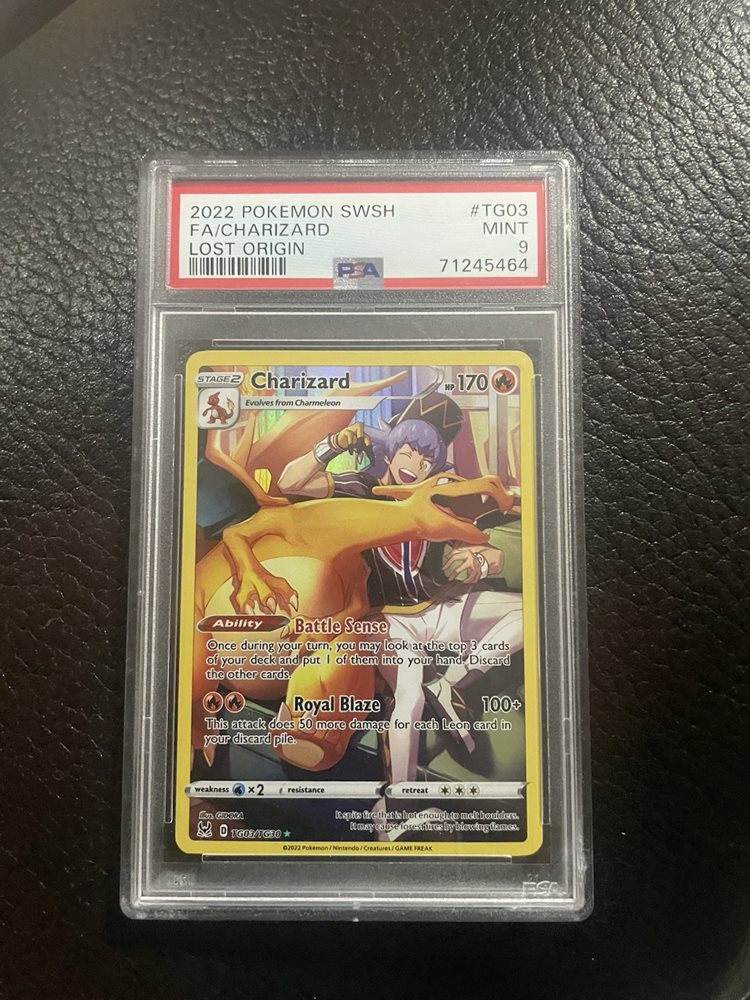 2022 POKEMON SWSH #TG03
FA/CHARIZARD MINT
LOST ORIGIN 9
PSA 71245464
STAGE 2 Charizard HP 170
Evolves from Charmeleon
Ability Battle Sense
Once during your turn, you may look at the top 3 cards
of your deck and put 1 of them into your hand. Discard
the other cards.
Royal Blaze 100+
This attack does 50 more damage for each Leon card in
your discard pile.
weakness ×2 resistance retreat
Illus. GIDORA
It spits fire that is hot enough to melt boulders.
It may cause forest fires by blowing flames.
D TG03/TG30 ★
©2022 Pokémon / Nintendo / Creatures / GAME FREAK
PSA